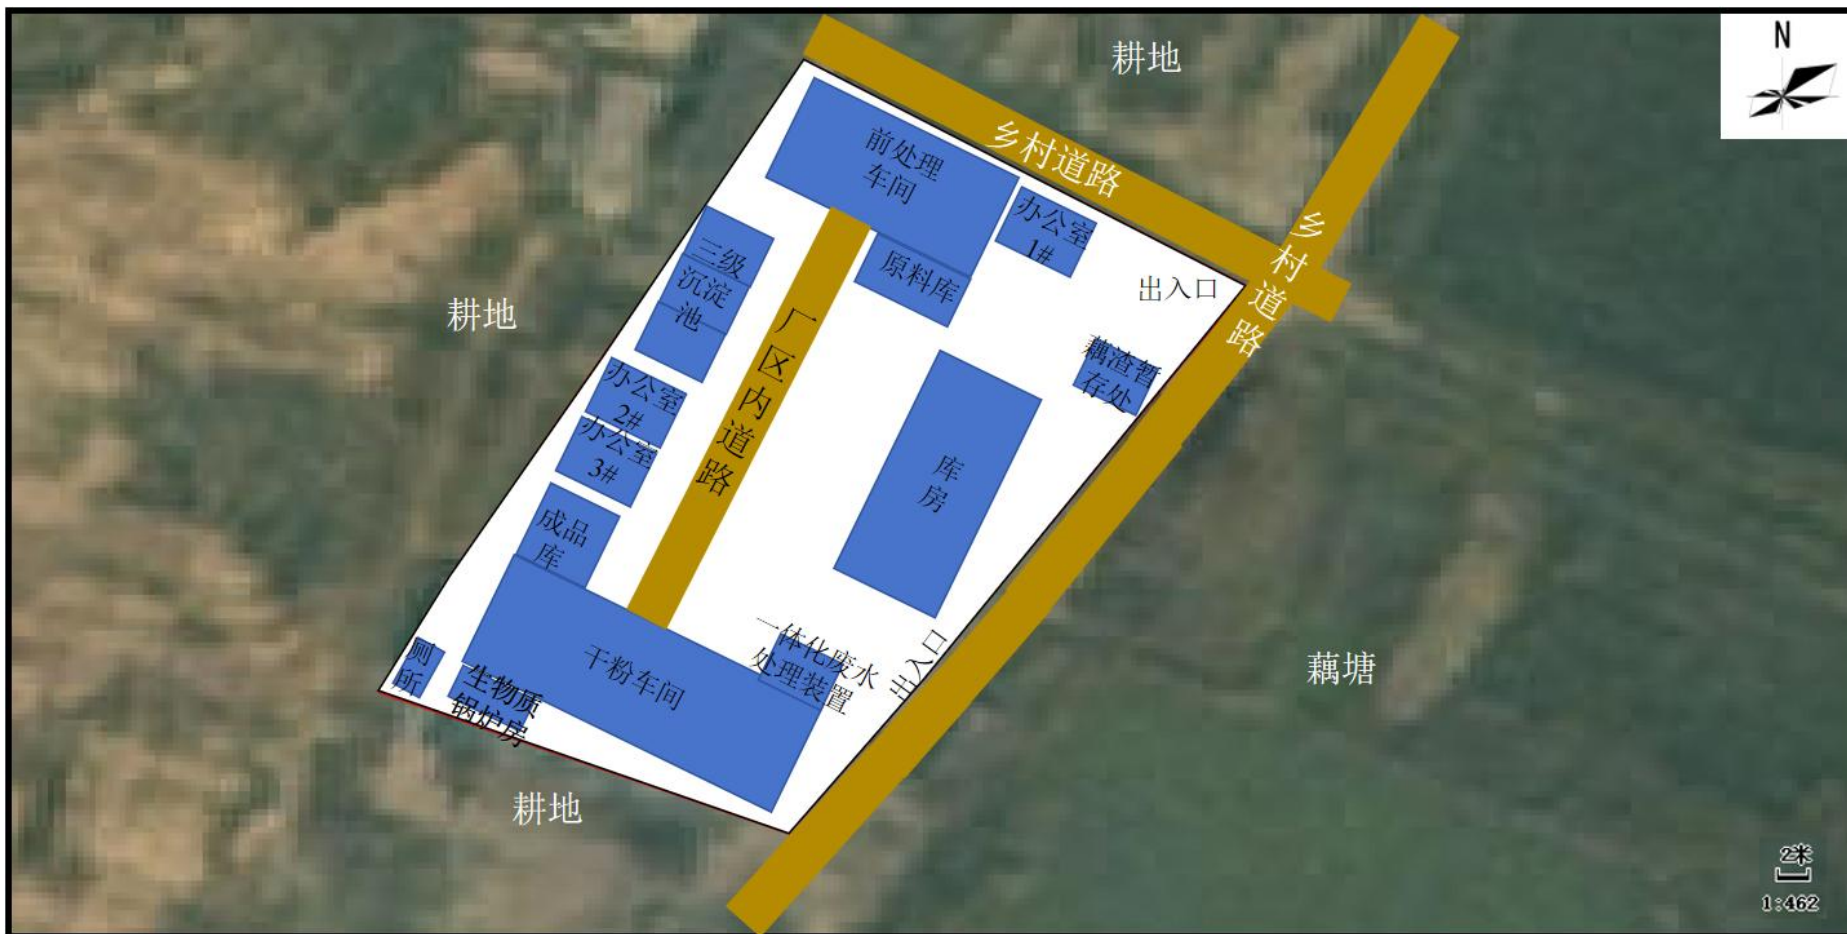 N
耕地
乡村道路
前处理
车间
办公室
1#
乡村道路
三级
沉淀
池
原料库
出入口
耕地
厂区内道路
藕渣暂
存处
办公室
2#
办公室
3#
库
房
成品
库
一体化废水
处理装置
出入口
厕
所
生物质
锅炉房
干粉车间
藕塘
耕地
2米
1:462